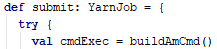 def submit: YarnJob = {
try {
val cmdExec = buildAmCmd()